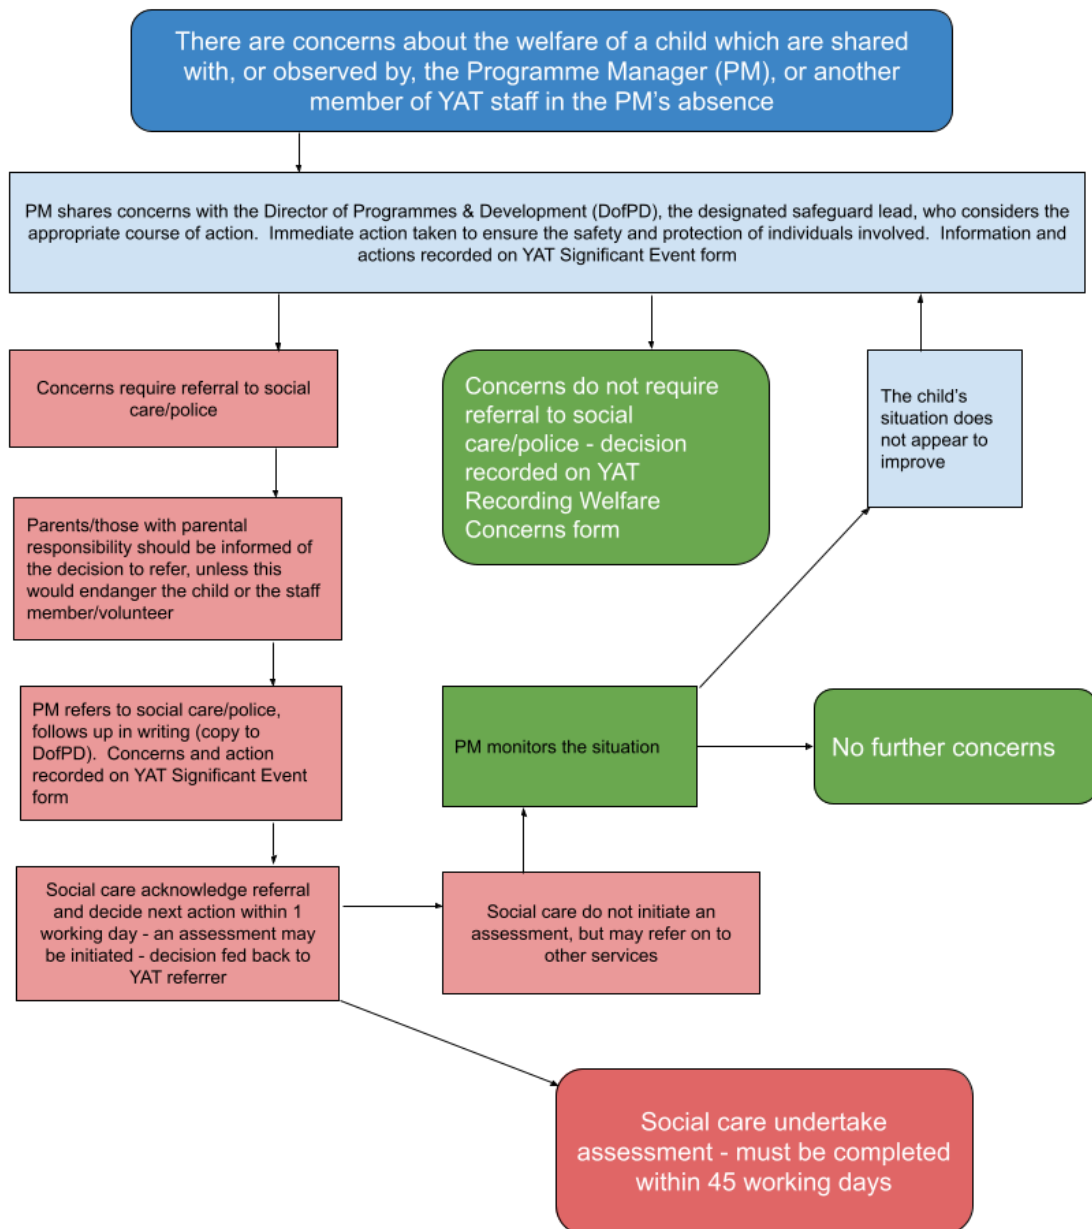 There are concerns about the welfare of a child which are shared
with, or observed by, the Programme Manager (PM), or another
member of YAT staff in the PM's absence
PM shares concerns with the Director of Programmes & Development (DofPD), the designated safeguard lead, who considers the
appropriate course of action.  Immediate action taken to ensure the safety and protection of individuals involved.  Information and
actions recorded on YAT Significant Event form
Concerns require referral to social
care/police
Concerns do not require
referral to social
care/police - decision
recorded on YAT
Recording Welfare
Concerns form
The child's
situation does
not appear to
improve
Parents/those with parental
responsibility should be informed of
the decision to refer, unless this
would endanger the child or the staff
member/volunteer
PM refers to social care/police,
follows up in writing (copy to
DofPD).  Concerns and action
recorded on YAT Significant Event
form
PM monitors the situation
No further concerns
Social care acknowledge referral
and decide next action within 1
working day - an assessment may
be initiated - decision fed back to
YAT referrer
Social care do not initiate an
assessment, but may refer on to
other services
Social care undertake
assessment - must be completed
within 45 working days